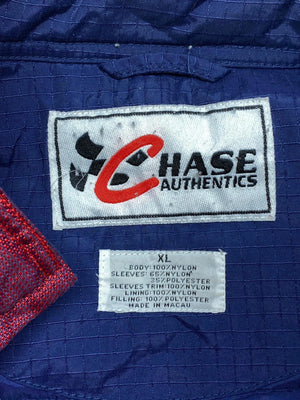 CHASE
AUTHENTICS
XL
BODY: 100% NYLON
SLEEVES: 65% NYLON
35% POLYESTER
SLEEVES TRIM: 100% NYLON
LINING: 100% NYLON
FILLING: 100% POLYESTER
MADE IN MACAU